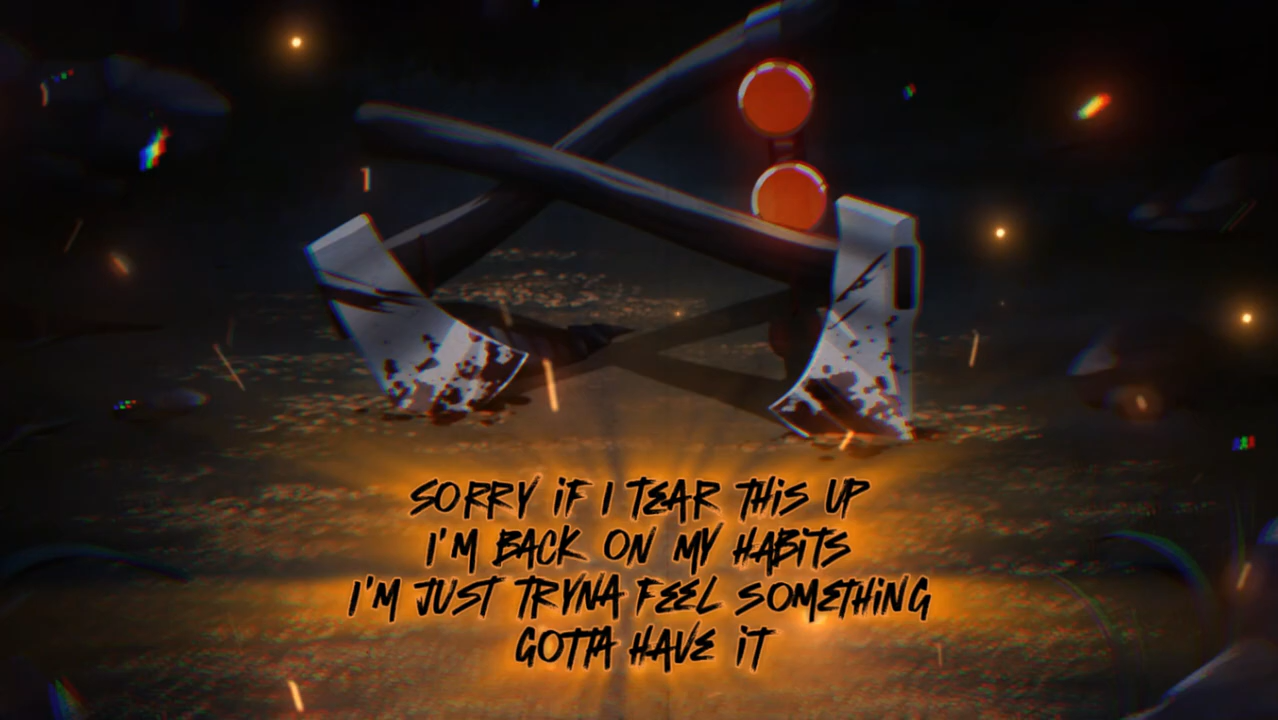 SORRY iF I TEAR THiS UP
I'M BACK ON MY HABiTS
I'M JUST TRYNA FEEL SOMETHiNG
GOTTA HAVE iT